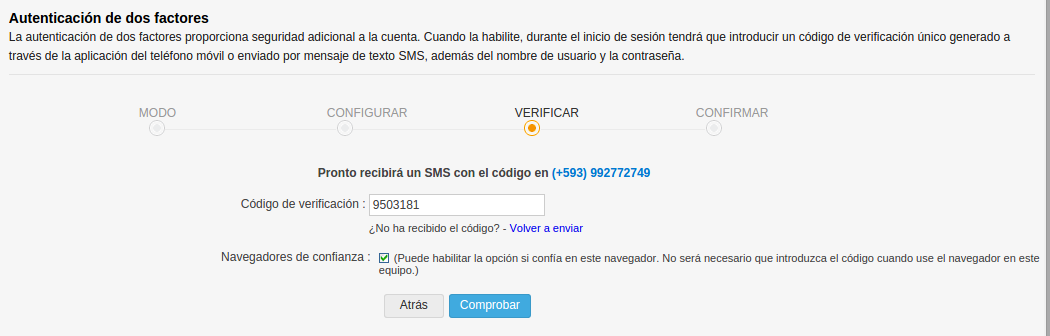 Autenticación de dos factores
La autenticación de dos factores proporciona seguridad adicional a la cuenta. Cuando la habilite, durante el inicio de sesión tendrá que introducir un código de verificación único generado a
través de la aplicación del teléfono móvil o enviado por mensaje de texto SMS, además del nombre de usuario y la contraseña.
MODO CONFIGURAR VERIFICAR CONFIRMAR
Pronto recibirá un SMS con el código en (+593) 992772749
Código de verificación : 9503181
¿No ha recibido el código? - Volver a enviar
Navegadores de confianza : (Puede habilitar la opción si confía en este navegador. No será necesario que introduzca el código cuando use el navegador en este
equipo.)
Atrás Comprobar